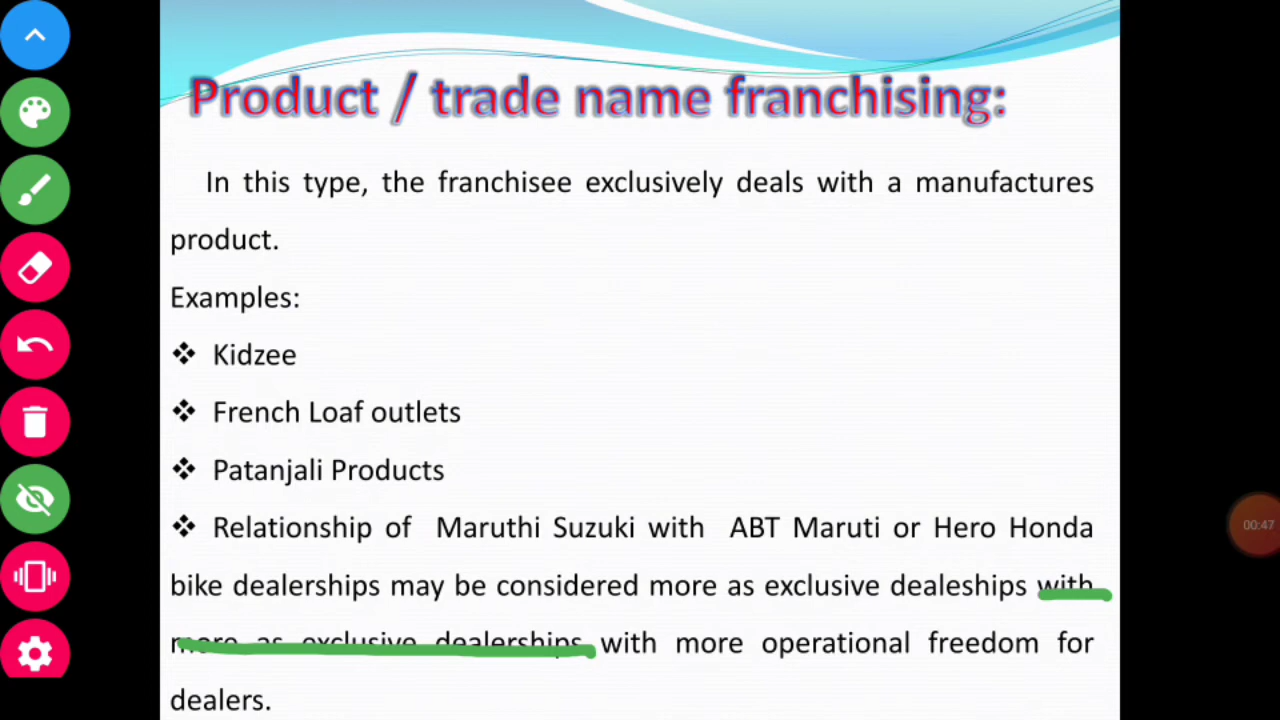 Product / trade name franchising:
In this type, the franchisee exclusively deals with a manufactures
product.
Examples:
❖ Kidzee
❖ French Loaf outlets
❖ Patanjali Products
❖ Relationship of Maruthi Suzuki with ABT Maruti or Hero Honda
bike dealerships may be considered more as exclusive dealeships with
more as exclusive dealerships with more operational freedom for
dealers.
00:47